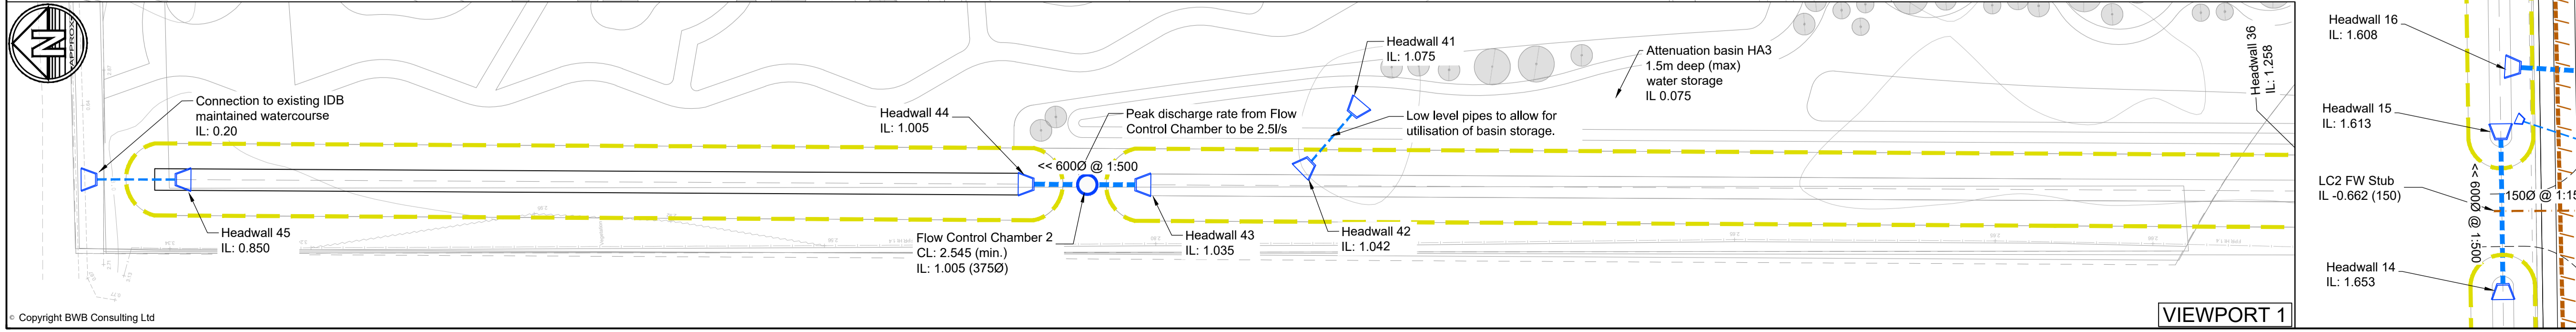 N
(APPROX)
Connection to existing IDB
maintained watercourse
IL: 0.20
Headwall 45
IL: 0.850
Headwall 44
IL: 1.005
Flow Control Chamber 2
CL: 2.545 (min.)
IL: 1.005 (375Ø)
<< 600Ø @ 1:500
Peak discharge rate from Flow
Control Chamber to be 2.5l/s
Headwall 43
IL: 1.035
Headwall 41
IL: 1.075
Low level pipes to allow for
utilisation of basin storage.
Headwall 42
IL: 1.042
Attenuation basin HA3
1.5m deep (max)
water storage
IL 0.075
Headwall 36
IL: 1.258
VIEWPORT 1
© Copyright BWB Consulting Ltd
Headwall 16
IL: 1.608
Headwall 15
IL: 1.613
LC2 FW Stub
IL -0.662 (150)
<< 600Ø @ 1:500
150Ø @ 1:15
Headwall 14
IL: 1.653